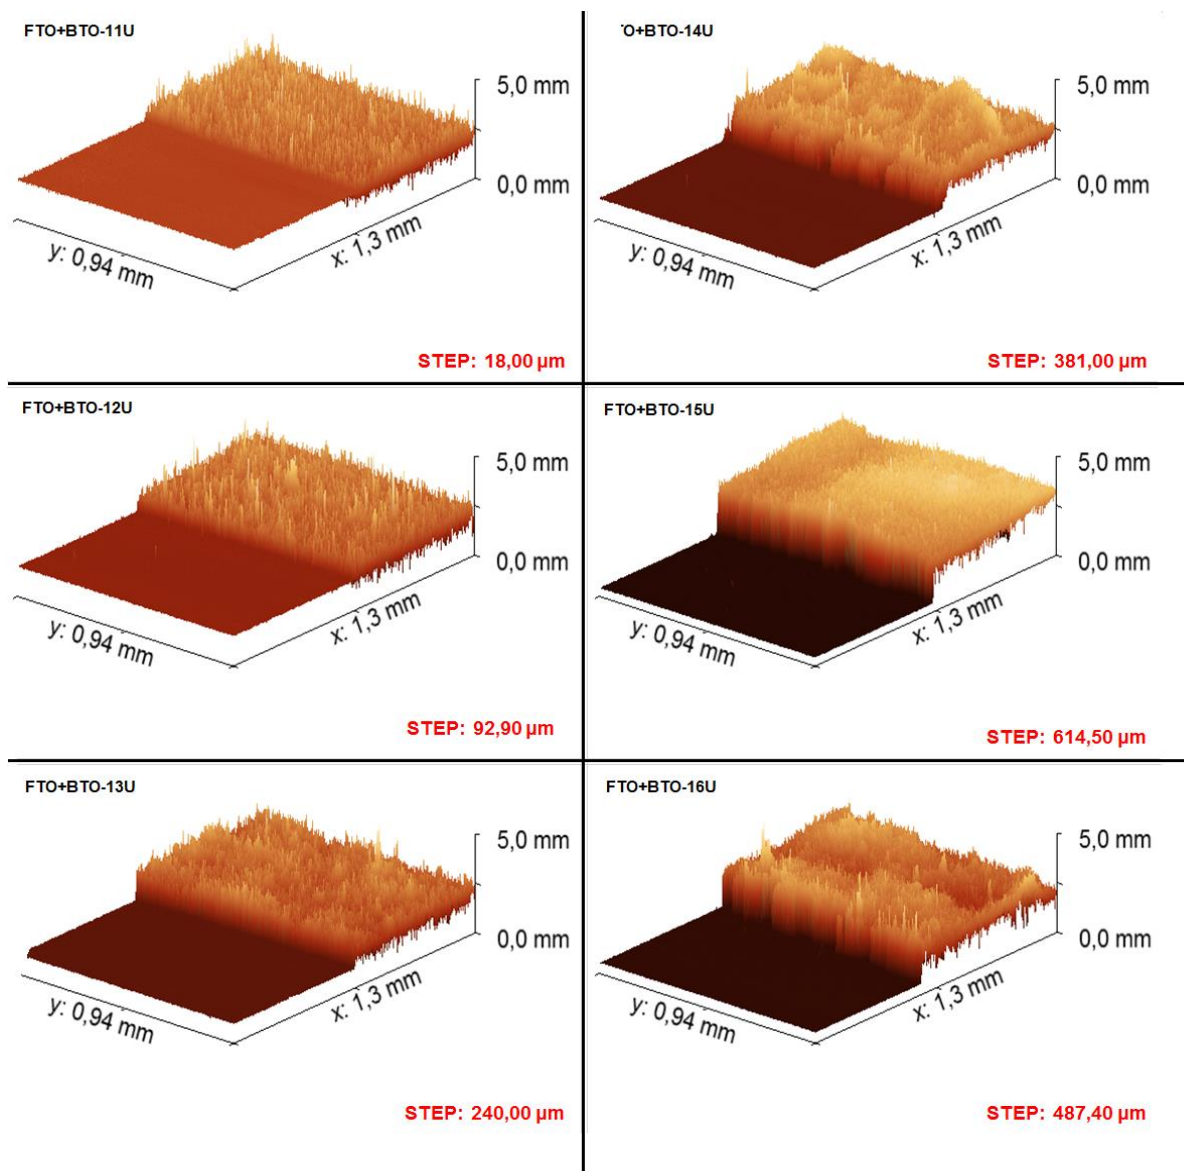 FTO+BTO-11U
5,0 mm
0,0 mm
y: 0,94 mm
x: 1,3 mm
STEP: 18,00 µm
O+BTO-14U
5,0 mm
0,0 mm
y: 0,94 mm
x: 1,3 mm
STEP: 381,00 µm
FTO+BTO-12U
5,0 mm
0,0 mm
y: 0,94 mm
x: 1,3 mm
STEP: 92,90 µm
FTO+BTO-15U
5,0 mm
0,0 mm
y: 0,94 mm
x: 1,3 mm
STEP: 614,50 µm
FTO+BTO-13U
5,0 mm
0,0 mm
y: 0,94 mm
x: 1,3 mm
STEP: 240,00 µm
FTO+BTO-16U
5,0 mm
0,0 mm
y: 0,94 mm
x: 1,3 mm
STEP: 487,40 µm